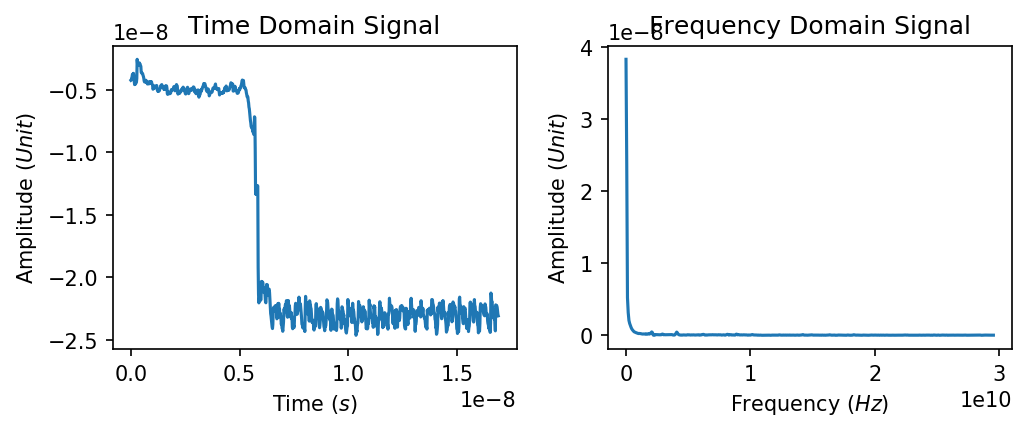 Time Domain Signal
1e−8
Amplitude (Unit)
−0.5
−1.0
−1.5
−2.0
−2.5
0.0
0.5
1.0
1.5
1e−8
Time (s)
Frequency Domain Signal
1e−6
Amplitude (Unit)
4
3
2
1
0
0
1
2
3
1e10
Frequency (Hz)